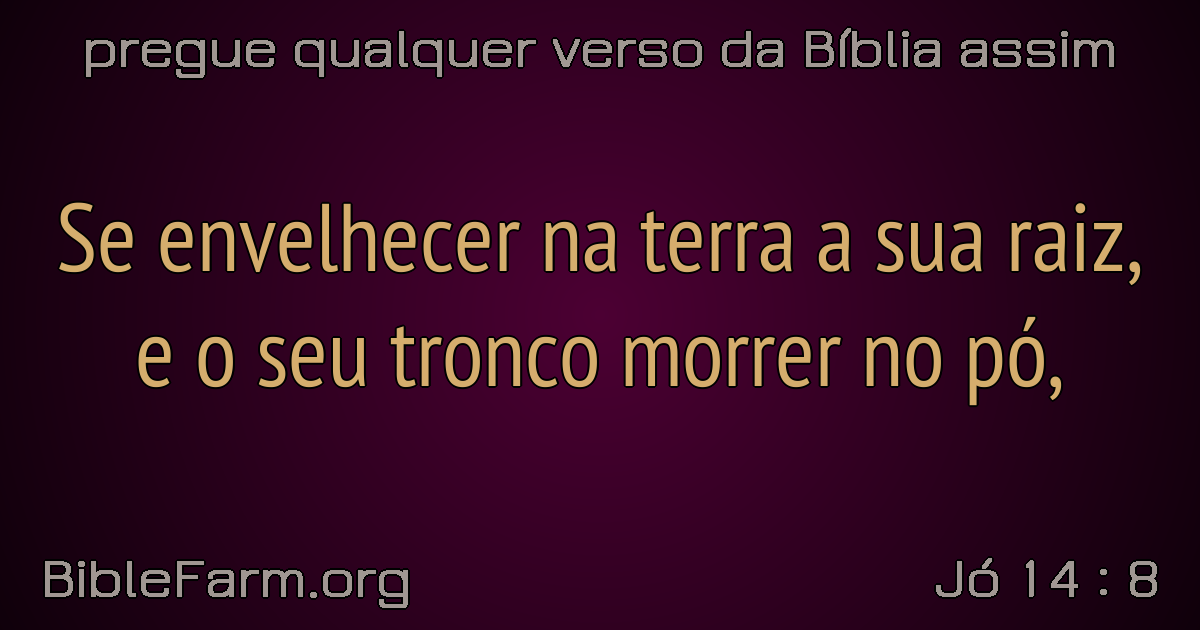 pregue qualquer verso da Bíblia assim
Se envelhecer na terra a sua raiz,
e o seu tronco morrer no pó,
BibleFarm.org
Jó 14 : 8